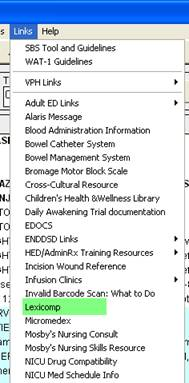 Links Help
SBS Tool and Guidelines
WAT-1 Guidelines
VPH Links
Adult ED Links
Alaris Message
Blood Administration Information
Bowel Catheter System
Bowel Management System
Bromage Motor Block Scale
Cross-Cultural Resource
Children's Health &Wellness Library
Daily Awakening Trial documentation
EDOCS
ENDDSD Links
HED/AdminRx Training Resources
Incision Wound Reference
Infusion Clinics
Invalid Barcode Scan: What to Do
Lexicomp
Micromedex
Mosby's Nursing Consult
Mosby's Nursing Skills Resource
NICU Drug Compatibility
NICU Med Schedule Info